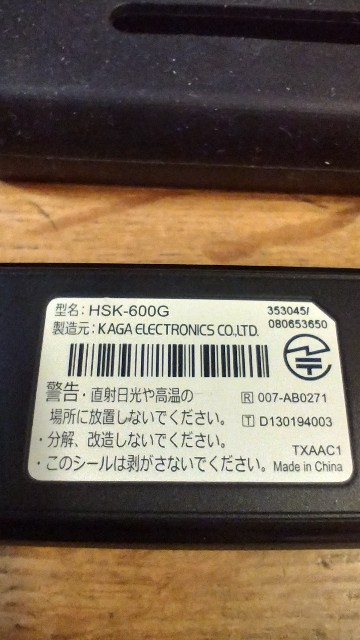 型名: HSK-600G
353045/
080653650
製造元: KAGA ELECTRONICS CO.,LTD.
警告・直射日光や高温の
場所に放置しないでください。
・分解、改造しないでください。
・このシールは剥がさないでください。
R 007-AB0271
T D130194003
TXAAC1
Made in China